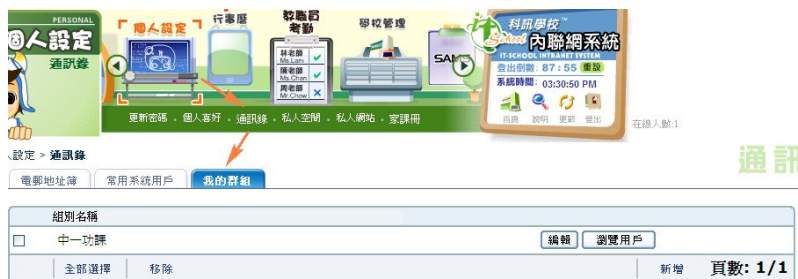 PERSONAL
個人設定
通訊錄
個人設定
行事曆
教職員
考勤
學校管理
林老師
Ms.Lam
陳老師
Ms.Chan
周老師
Mr.Chow
SAMS
科訊學校
iSchool 內聯網系統
IT-SCHOOL INTRANET SYSTEM
登出倒數: 87 : 55 重設
系統時間: 03:30:50 PM
首頁 說明 更新 登出
更新密碼 . 個人喜好 . 通訊錄 . 私人空間 . 私人網站 . 家課冊
在線人數:1
設定 > 通訊錄
通訊
電郵地址簿 常用系統用戶 我的群組
組別名稱
中一功課 編輯 瀏覽用戶
全部選擇 移除 新增 頁數: 1/1